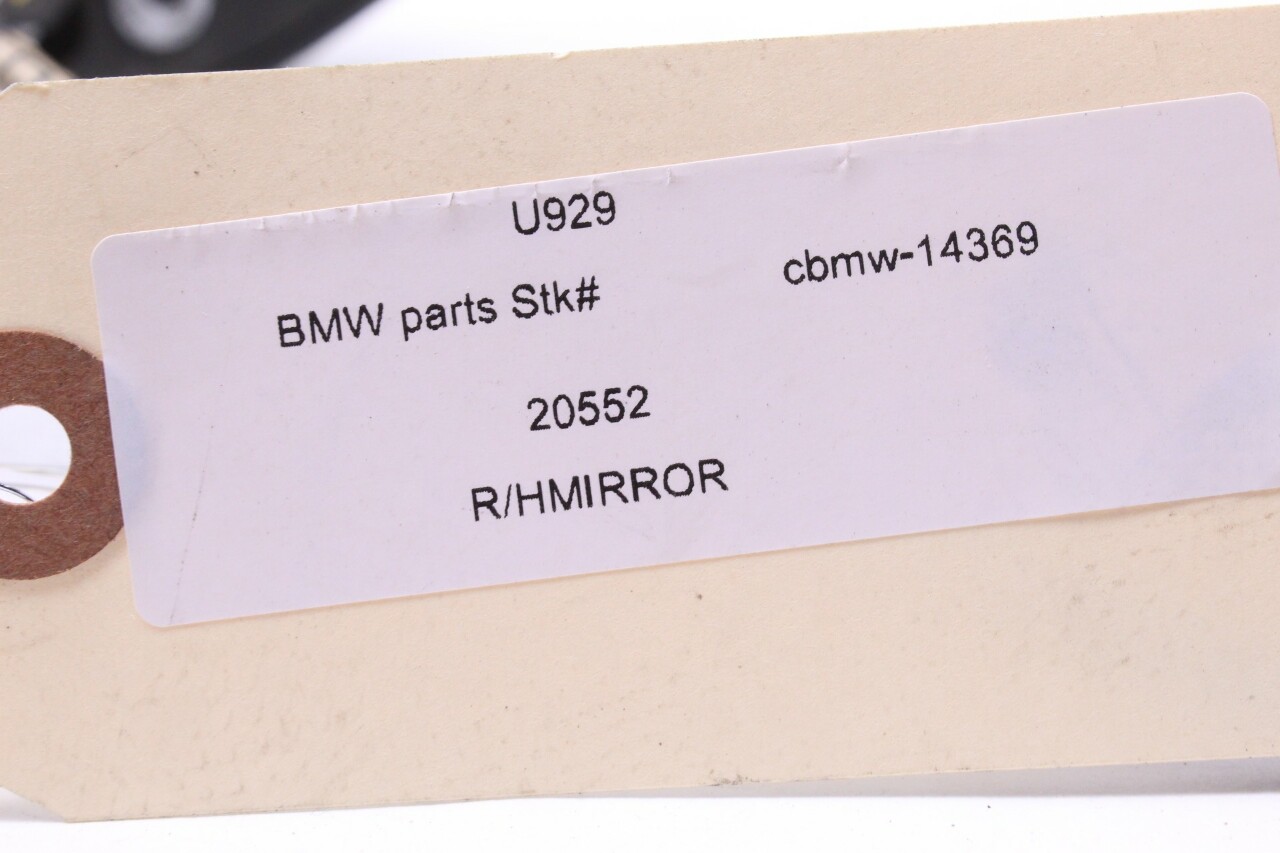 U929
BMW parts Stk# cbmw-14369
20552
R/HMIRROR